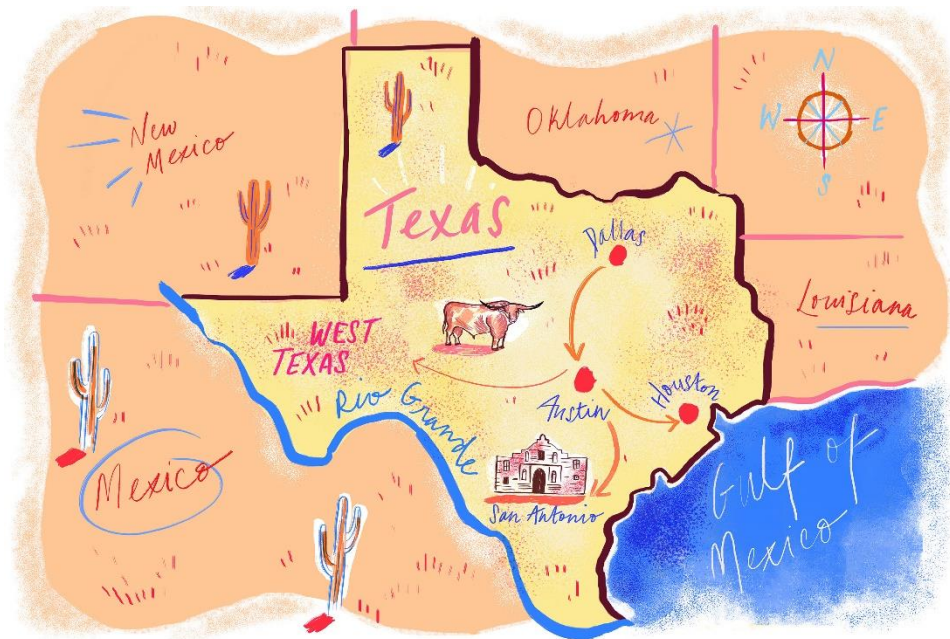 New
Mexico
Oklahoma
N
W
E
S
Texas
Dallas
Louisiana
WEST
TEXAS
Rio Grande
Austin
Houston
Mexico
San Antonio
Gulf of
Mexico